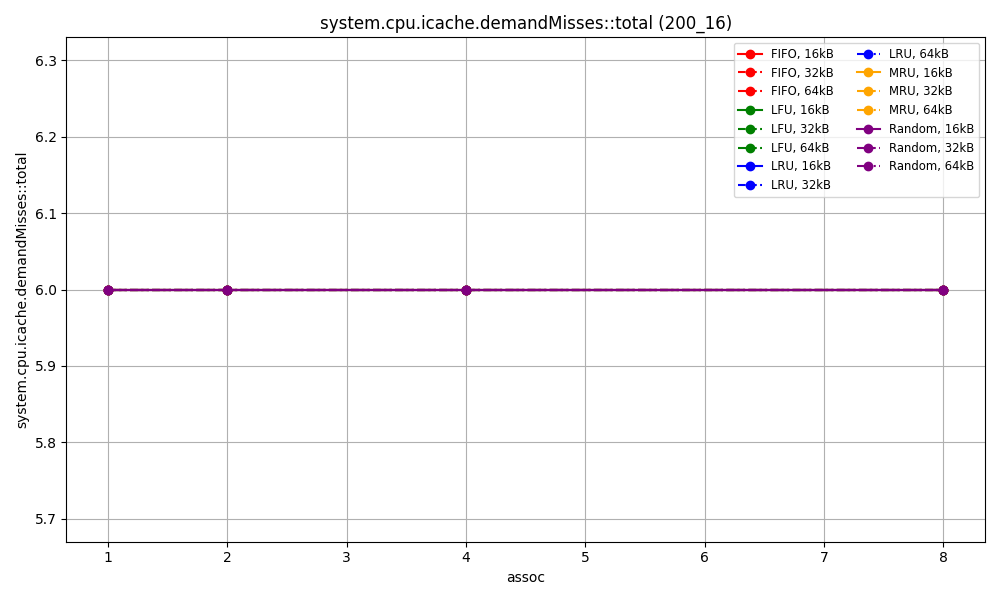 system.cpu.icache.demandMisses::total (200_16)
system.cpu.icache.demandMisses::total
6.3
6.2
6.1
6.0
5.9
5.8
5.7
FIFO, 16kB
FIFO, 32kB
FIFO, 64kB
LFU, 16kB
LFU, 32kB
LFU, 64kB
LRU, 16kB
LRU, 32kB
LRU, 64kB
MRU, 16kB
MRU, 32kB
MRU, 64kB
Random, 16kB
Random, 32kB
Random, 64kB
1 2 3 4 5 6 7 8
assoc